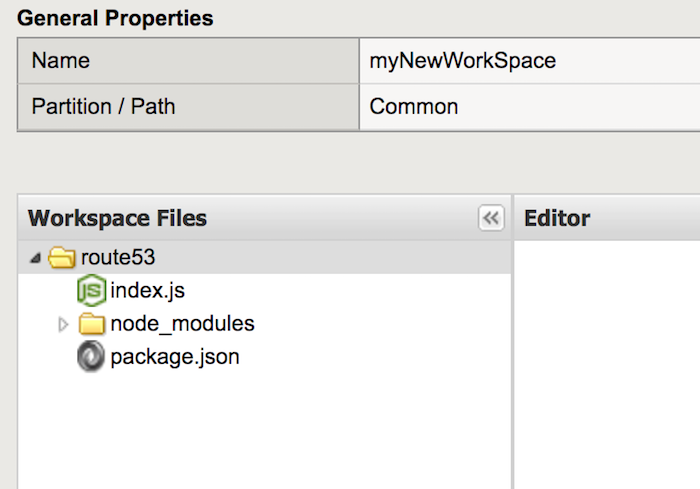 General Properties
Name myNewWorkSpace
Partition / Path Common
Workspace Files Editor
route53
JS index.js
node_modules
package.json